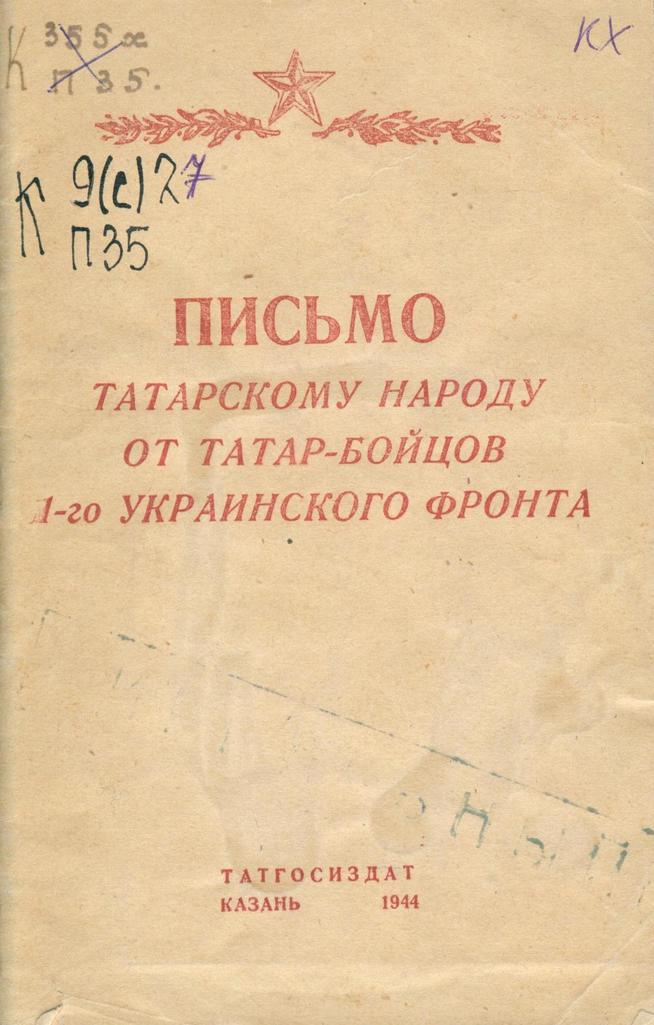 К 355 х
П 35.
КХ
К 9(с)27
П35
ПИСЬМО
ТАТАРСКОМУ НАРОДУ
ОТ ТАТАР-БОЙЦОВ
1-го УКРАИНСКОГО ФРОНТА
ТАТГОСИЗДАТ
КАЗАНЬ 1944